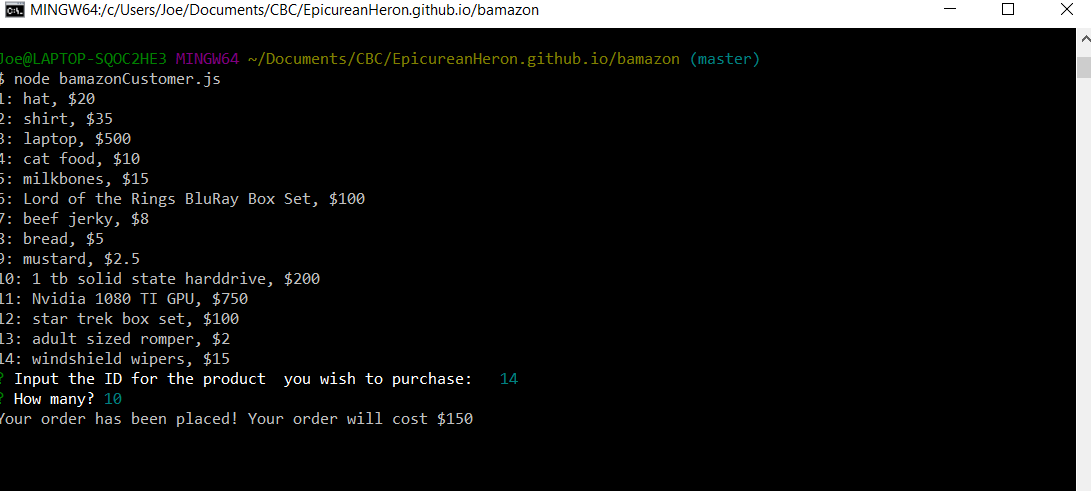 MINGW64:/c/Users/Joe/Documents/CBC/EpicureanHeron.github.io/bamazon
Joe@LAPTOP-SQOC2HE3 MINGW64 ~/Documents/CBC/EpicureanHeron.github.io/bamazon (master)
$ node bamazonCustomer.js
1: hat, $20
2: shirt, $35
3: laptop, $500
4: cat food, $10
5: milkbones, $15
6: Lord of the Rings BluRay Box Set, $100
7: beef jerky, $8
8: bread, $5
9: mustard, $2.5
10: 1 tb solid state harddrive, $200
11: Nvidia 1080 TI GPU, $750
12: star trek box set, $100
13: adult sized romper, $2
14: windshield wipers, $15
? Input the ID for the product  you wish to purchase:   14
? How many? 10
Your order has been placed! Your order will cost $150